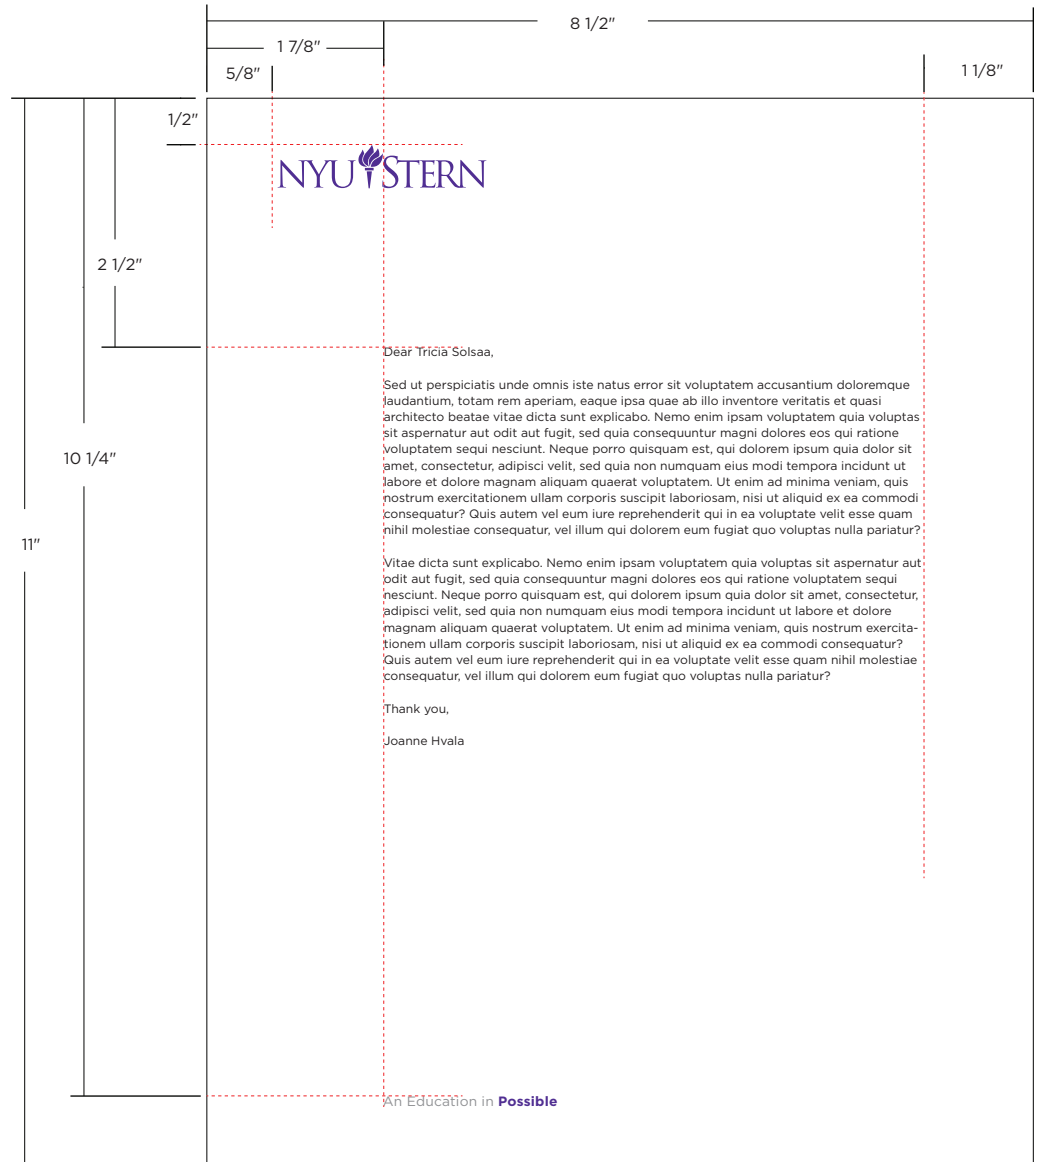 8 1/2"
1 7/8"
5/8"
1 1/8"
1/2"
NYU STERN
2 1/2"
Dear Tricia Solsaa,
Sed ut perspiciatis unde omnis iste natus error sit voluptatem accusantium doloremque
laudantium, totam rem aperiam, eaque ipsa quae ab illo inventore veritatis et quasi
architecto beatae vitae dicta sunt explicabo. Nemo enim ipsam voluptatem quia voluptas
sit aspernatur aut odit aut fugit, sed quia consequuntur magni dolores eos qui ratione
voluptatem sequi nesciunt. Neque porro quisquam est, qui dolorem ipsum quia dolor sit
amet, consectetur, adipisci velit, sed quia non numquam eius modi tempora incidunt ut
labore et dolore magnam aliquam quaerat voluptatem. Ut enim ad minima veniam, quis
nostrum exercitationem ullam corporis suscipit laboriosam, nisi ut aliquid ex ea commodi
consequatur? Quis autem vel eum iure reprehenderit qui in ea voluptate velit esse quam
nihil molestiae consequatur, vel illum qui dolorem eum fugiat quo voluptas nulla pariatur?
Vitae dicta sunt explicabo. Nemo enim ipsam voluptatem quia voluptas sit aspernatur aut
odit aut fugit, sed quia consequuntur magni dolores eos qui ratione voluptatem sequi
nesciunt. Neque porro quisquam est, qui dolorem ipsum quia dolor sit amet, consectetur,
adipisci velit, sed quia non numquam eius modi tempora incidunt ut labore et dolore
magnam aliquam quaerat voluptatem. Ut enim ad minima veniam, quis nostrum exercita-
tionem ullam corporis suscipit laboriosam, nisi ut aliquid ex ea commodi consequatur?
Quis autem vel eum iure reprehenderit qui in ea voluptate velit esse quam nihil molestiae
consequatur, vel illum qui dolorem eum fugiat quo voluptas nulla pariatur?
Thank you,
Joanne Hvala
10 1/4"
11"
An Education in Possible